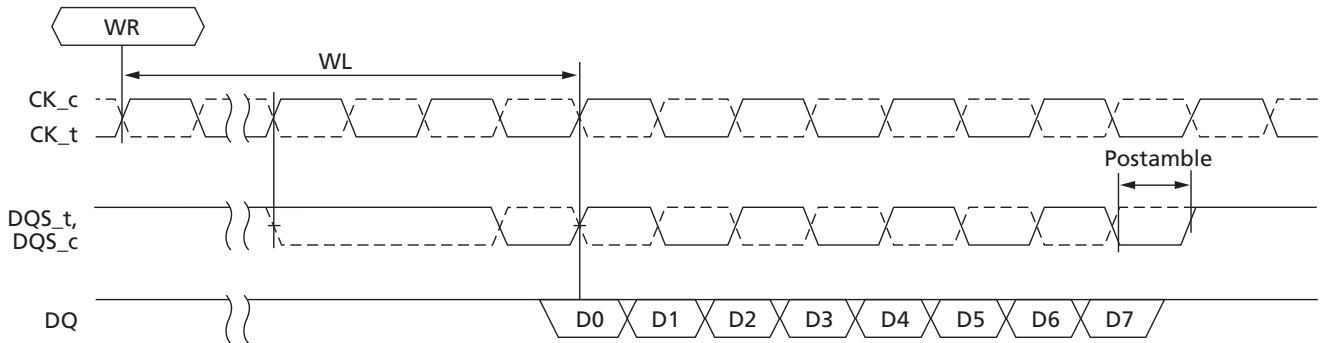 WR
WL
CK_c
CK_t
Postamble
DQS_t,
DQS_c
DQ D0 D1 D2 D3 D4 D5 D6 D7